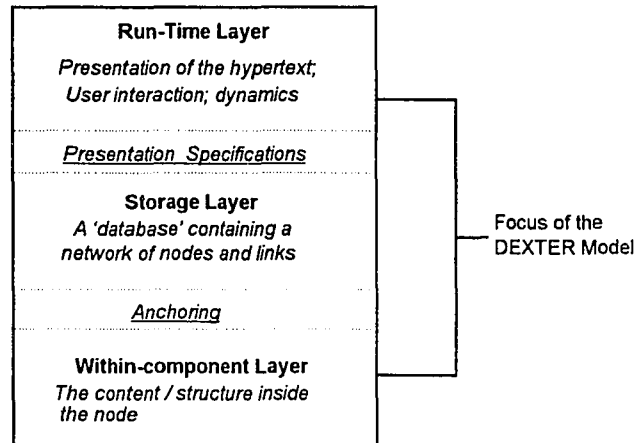 Run-Time Layer
Presentation of the hypertext;
User interaction; dynamics
Presentation Specifications
Storage Layer
A 'database' containing a
network of nodes and links
Focus of the
DEXTER Model
Anchoring
Within-component Layer
The content / structure inside
the node